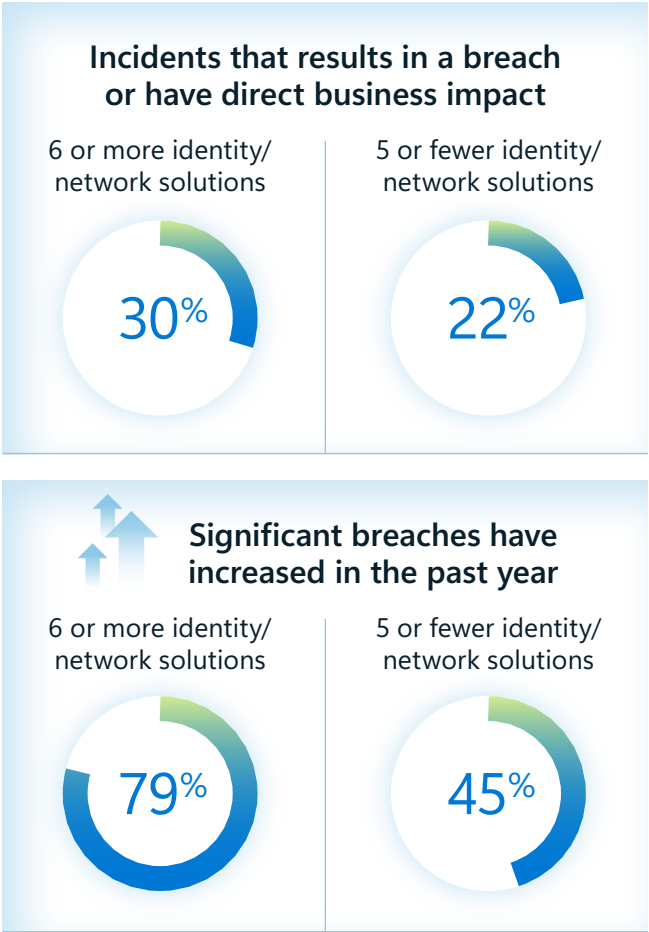 Incidents that results in a breach
or have direct business impact
6 or more identity/
network solutions
30%
5 or fewer identity/
network solutions
22%
Significant breaches have
increased in the past year
6 or more identity/
network solutions
79%
5 or fewer identity/
network solutions
45%